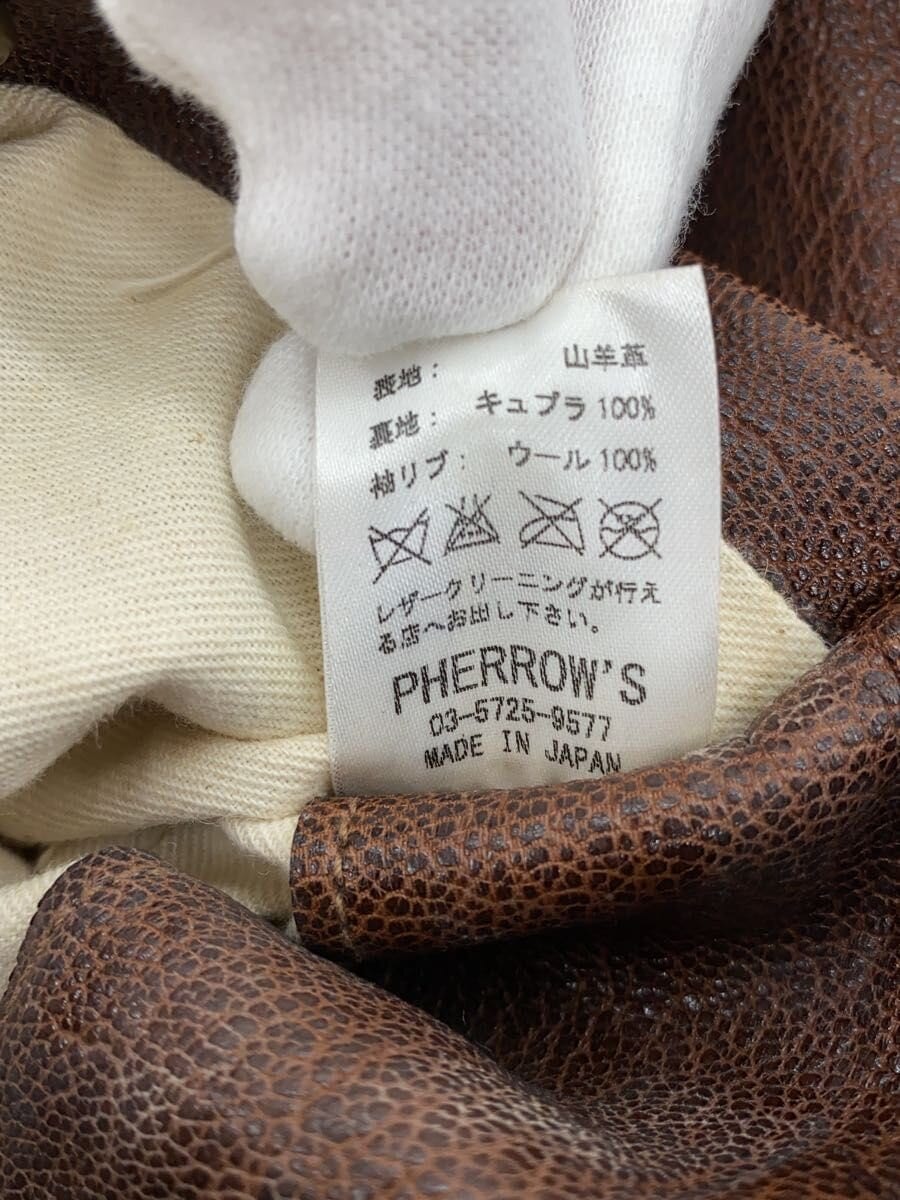 表地： 山羊革
裏地： キュプラ 100%
袖リブ： ウール 100%
レザークリーニングが行え
る店へお出し下さい。
PHERROW'S
03-5725-9577
MADE IN JAPAN